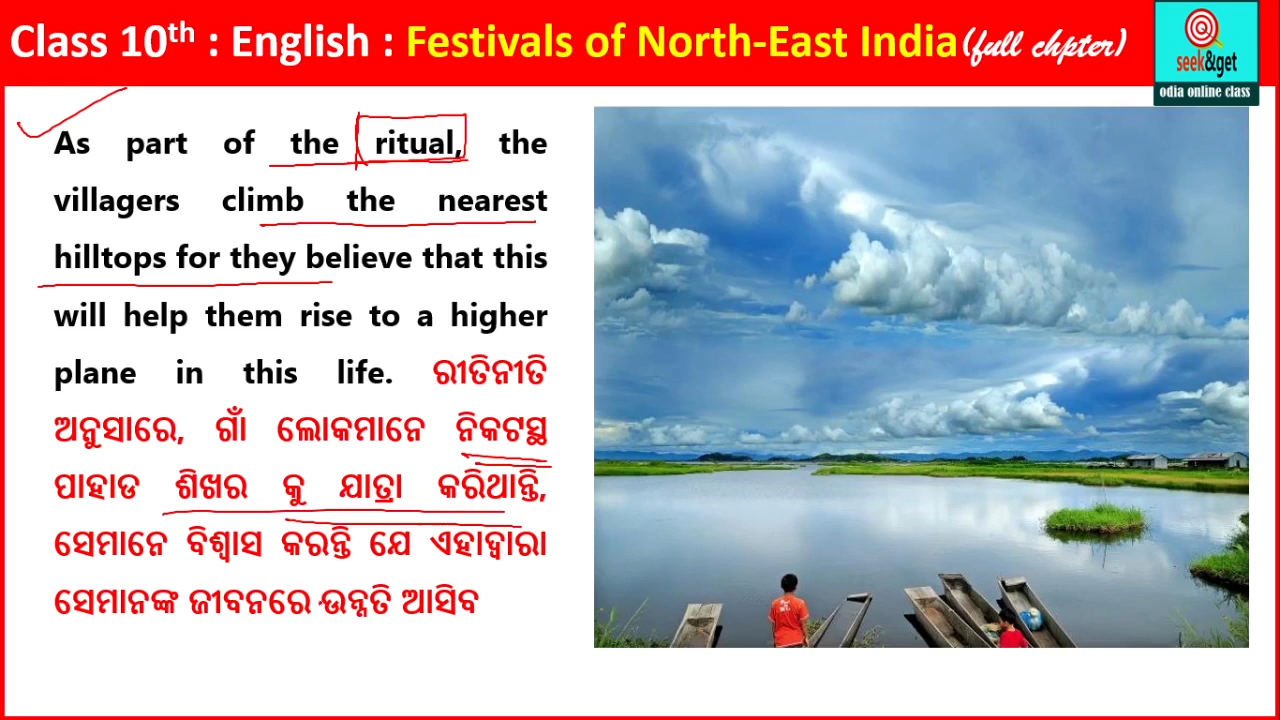 Class 10th : English : Festivals of North-East India (full chpter)
seek&get
odia online class
As part of the ritual, the
villagers climb the nearest
hilltops for they believe that this
will help them rise to a higher
plane in this life. ରୀତିନୀତି
ଅନୁସାରେ, ଗାଁ ଲୋକମାନେ ନିକଟସ୍ଥ
ପାହାଡ ଶିଖର କୁ ଯାତ୍ରା କରିଥାନ୍ତି,
ସେମାନେ ବିଶ୍ୱାସ କରନ୍ତି ଯେ ଏହାଦ୍ୱାରା
ସେମାନଙ୍କ ଜୀବନରେ ଉନ୍ନତି ଆସିବ